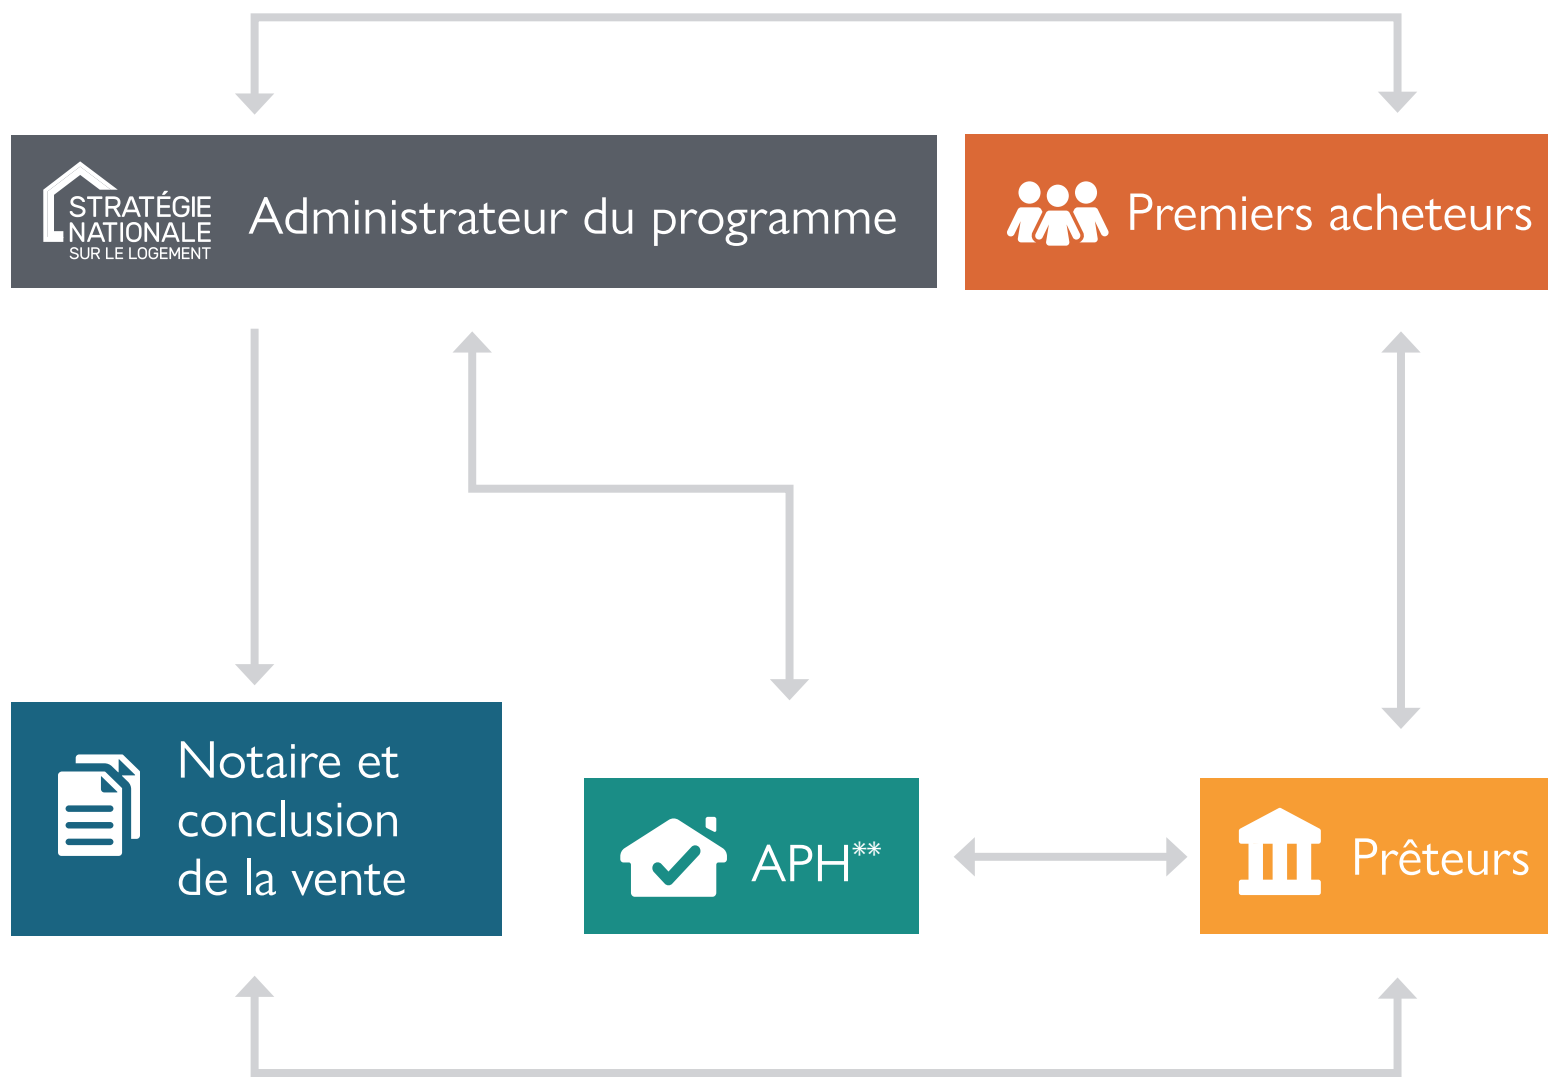 STRATÉGIE
NATIONALE
SUR LE LOGEMENT
Administrateur du programme
Premiers acheteurs
Notaire et
conclusion
de la vente
APH**
Prêteurs